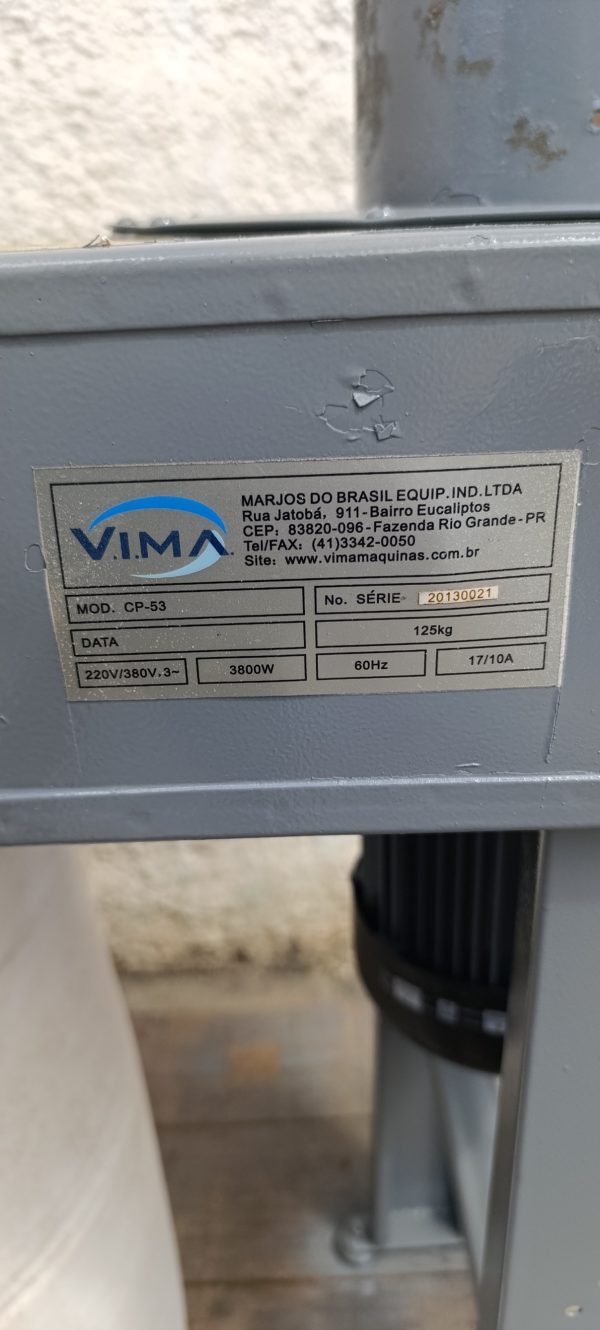 V.I.M.A.
MARJOS DO BRASIL EQUIP.IND.LTDA
Rua Jatobá, 911-Bairro Eucaliptos
CEP: 83820-096-Fazenda Rio Grande-PR
Tel/FAX: (41)3342-0050
Site: www.vimamaquinas.com.br
MOD. CP-53
No. SÉRIE 20130021
DATA
125kg
220V/380V,3~
3800W
60Hz
17/10A